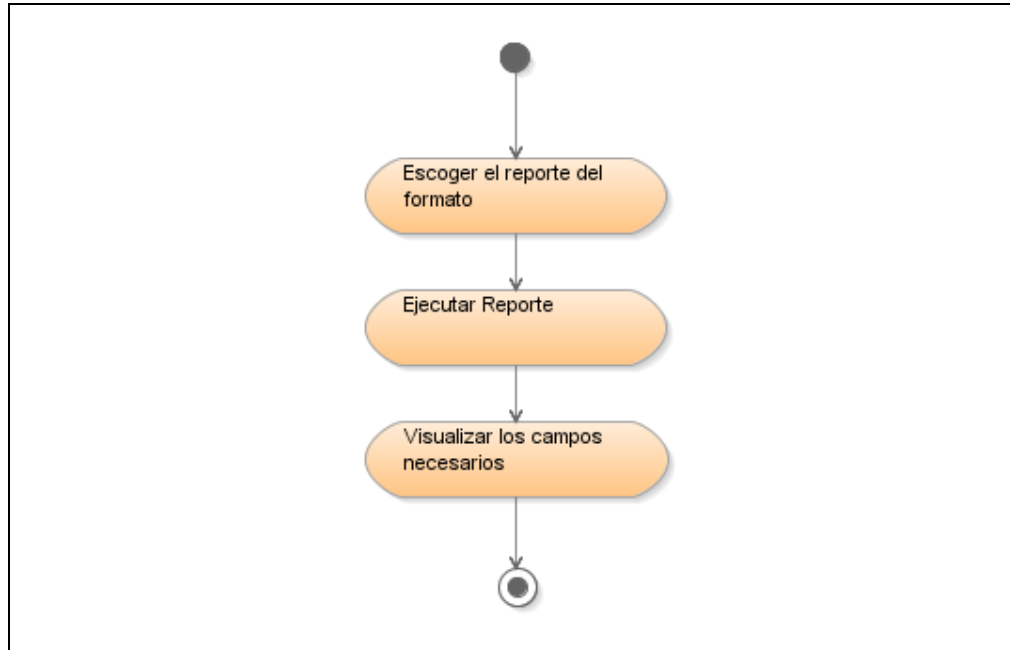 Escoger el reporte del
formato
Ejecutar Reporte
Visualizar los campos
necesarios